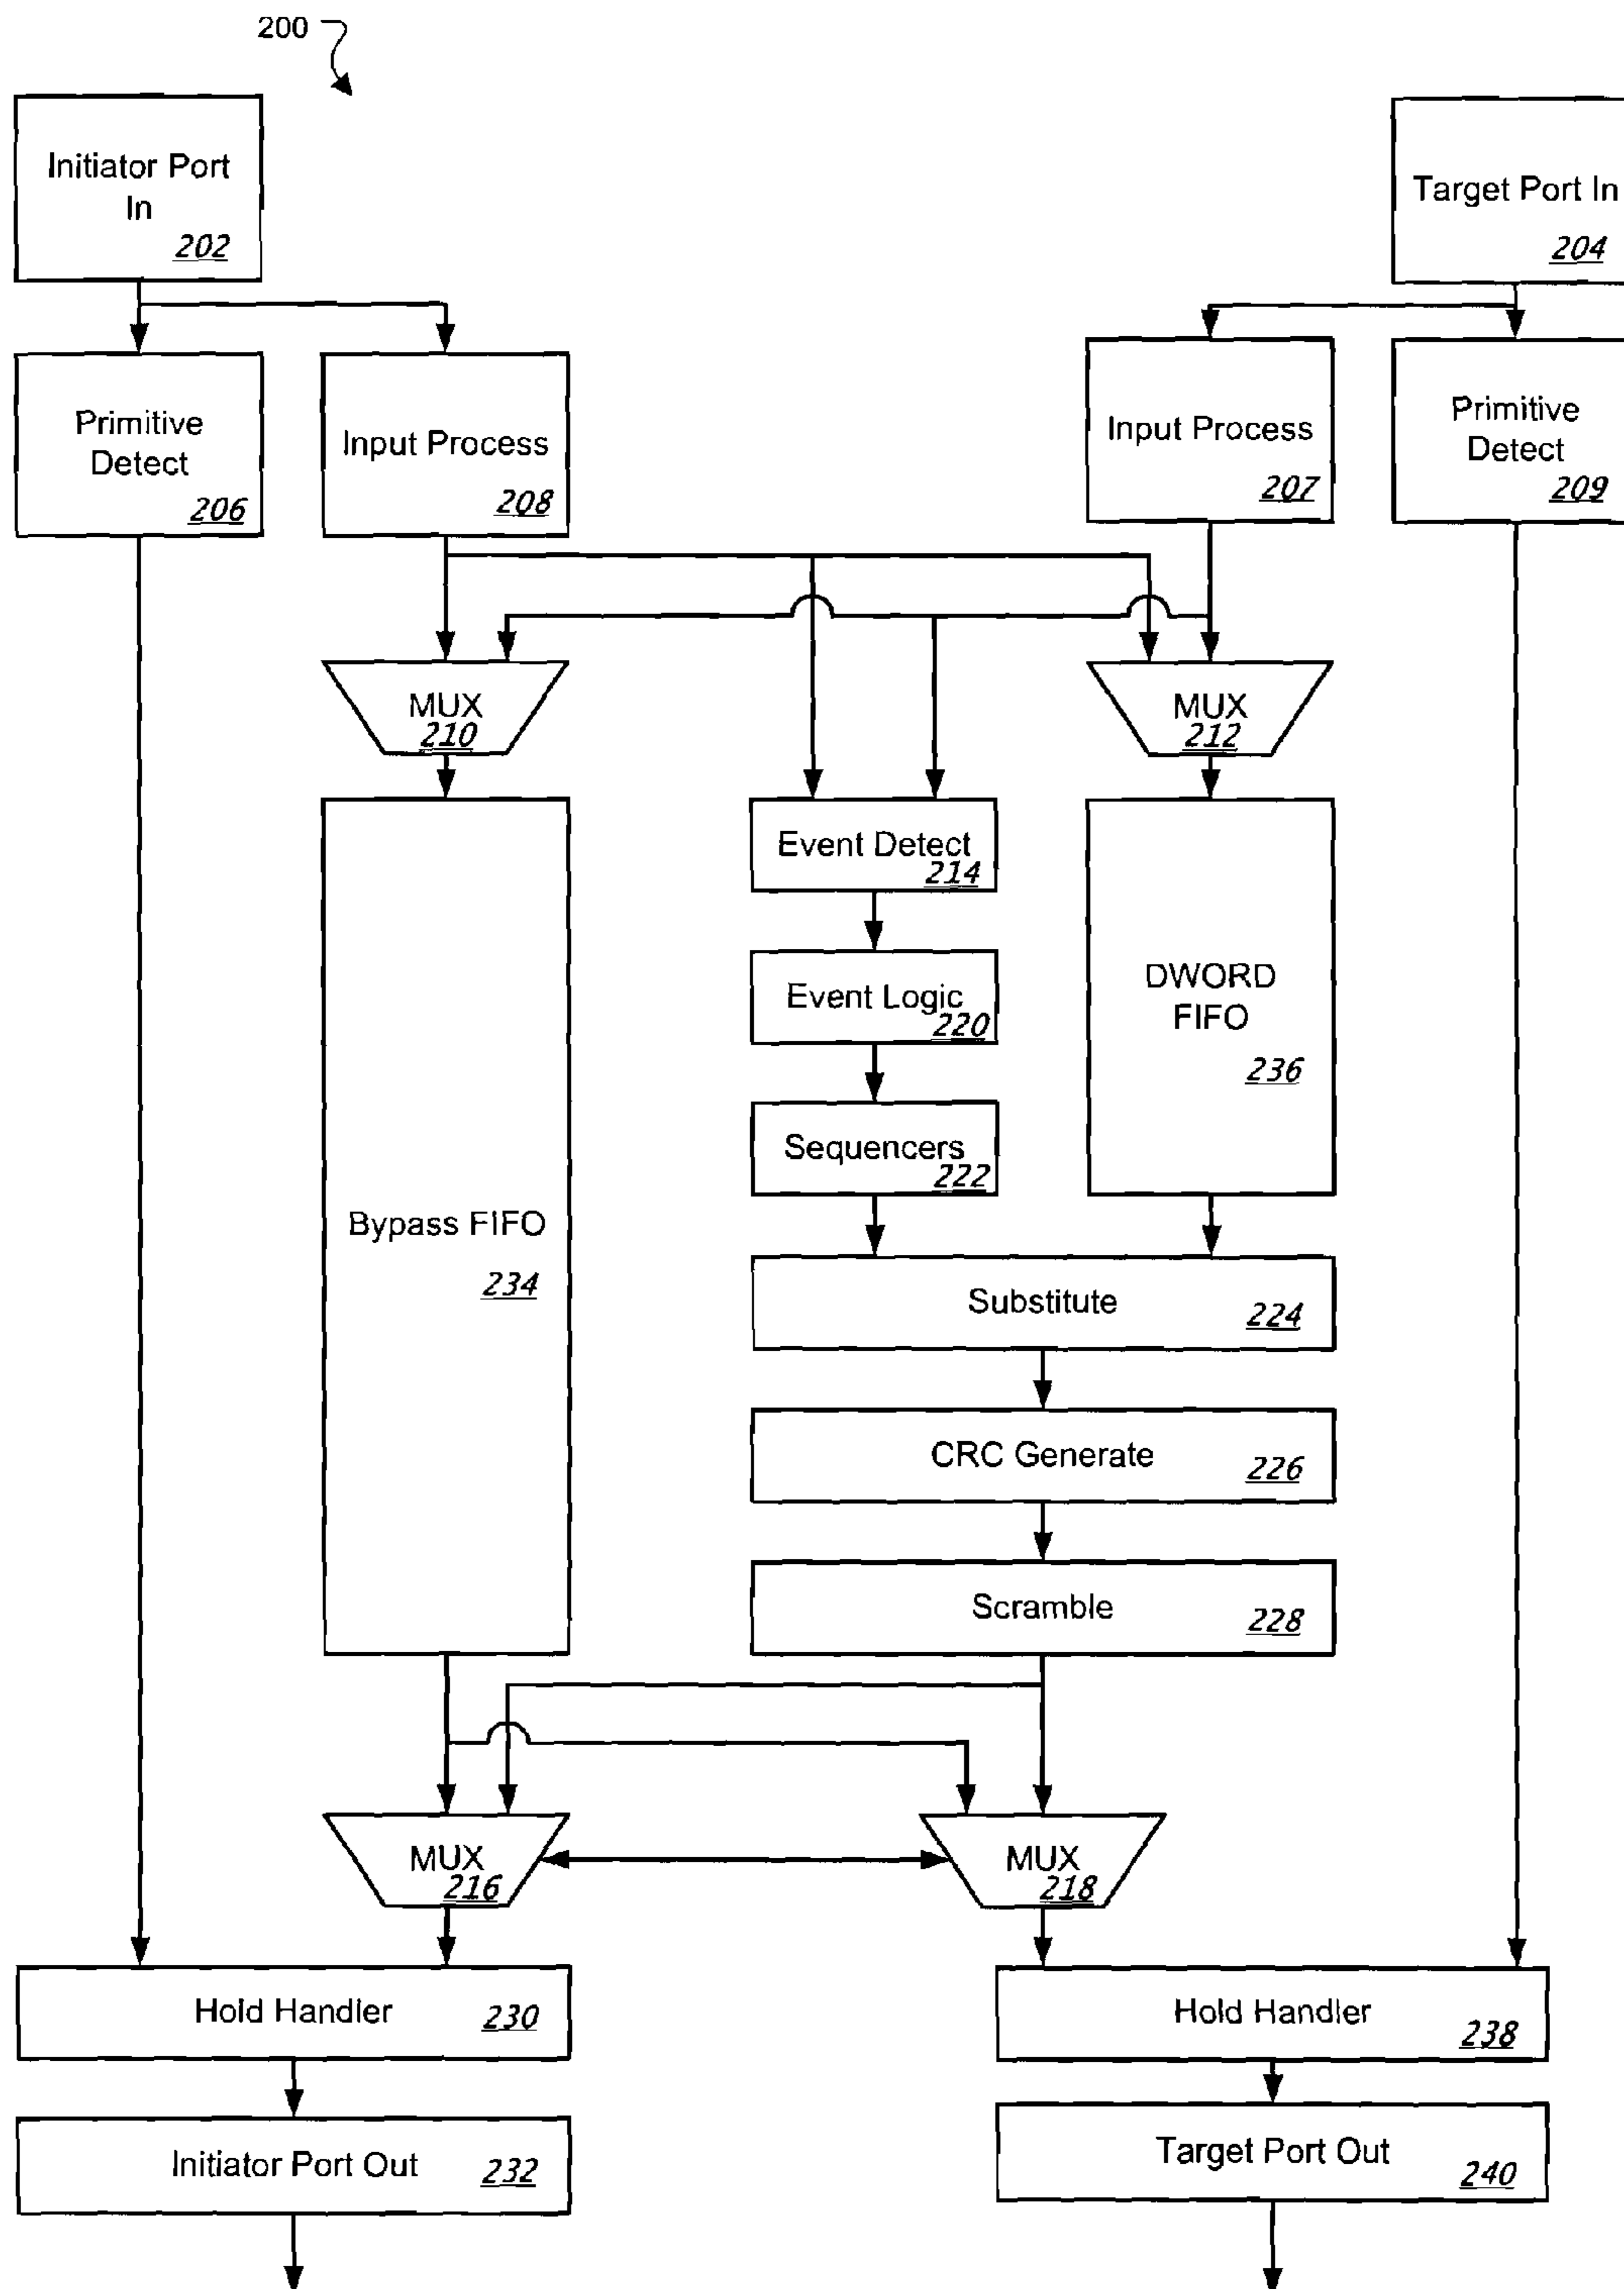 200
Initiator Port
In
202
Target Port In
204
Primitive
Detect
206
Input Process
208
Input Process
207
Primitive
Detect
209
MUX
210
MUX
212
Event Detect
214
Event Logic
220
DWORD
FIFO
236
Sequencers
222
Bypass FIFO
234
Substitute
224
CRC Generate
226
Scramble
228
MUX
216
MUX
218
Hold Handler
230
Hold Handler
238
Initiator Port Out
232
Target Port Out
240